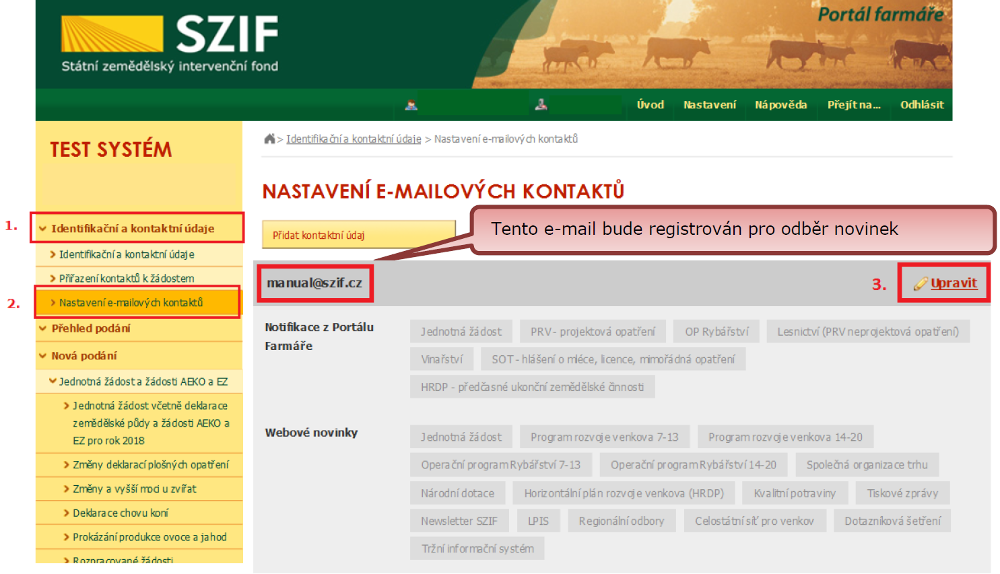 SZIF
Státní zemědělský intervenční fond
Portál farmáře
Úvod
Nastavení
Nápověda
Přejít na...
Odhlásit
TEST SYSTÉM
> Identifikační a kontaktní údaje > Nastavení e-mailových kontaktů
NASTAVENÍ E-MAILOVÝCH KONTAKTŮ
1.
Identifikační a kontaktní údaje
Identifikační a kontaktní údaje
Přiřazení kontaktů k žádostem
2.
Nastavení e-mailových kontaktů
Přehled podání
Nová podání
Jednotná žádost a žádosti AEKO a EZ
Jednotná žádost včetně deklarace
zemědělské půdy a žádosti AEKO a
EZ pro rok 2018
Změny deklarací plošných opatření
Změny a vyšší moci u zvířat
Deklarace chovu koní
Prokázání produkce ovoce a jahod
Rozpracované žádosti
Přidat kontaktní údaj
Tento e-mail bude registrován pro odběr novinek
manual@szif.cz
3.
Upravit
Notifikace z Portálu
Farmáře
Jednotná žádost
PRV - projektová opatření
OP Rybářství
Lesnictví (PRV neprojektová opatření)
Vinařství
SOT - hlášení o mléce, licence, mimořádná opatření
HRDP - předčasné ukonční zemědělské činnosti
Webové novinky
Jednotná žádost
Program rozvoje venkova 7-13
Program rozvoje venkova 14-20
Operační program Rybářství 7-13
Operační program Rybářství 14-20
Společná organizace trhu
Národní dotace
Horizontální plán rozvoje venkova (HRDP)
Kvalitní potraviny
Tiskové zprávy
Newsletter SZIF
LPIS
Regionální odbory
Celostátní síť pro venkov
Dotazníková šetření
Tržní informační systém